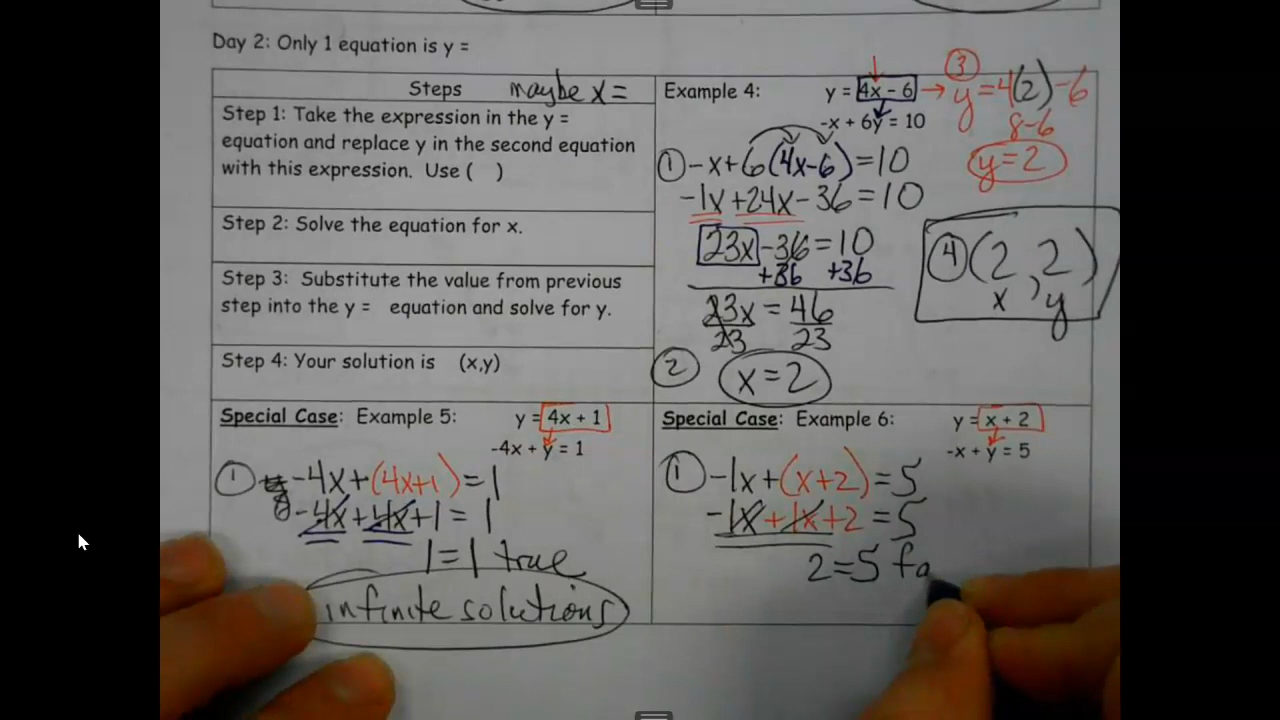 Day 2: Only 1 equation is y =
Steps maybe x =
Step 1: Take the expression in the y =
equation and replace y in the second equation
with this expression. Use ( )
Step 2: Solve the equation for x.
Step 3: Substitute the value from previous
step into the y = equation and solve for y.
Step 4: Your solution is (x,y)
Example 4: y = 4x - 6 → ③ y = 4(2) - 6
-x + 6y = 10
8-6
y = 2
① -x + 6(4x-6) = 10
-1x + 24x - 36 = 10
23x - 36 = 10
+36 +36
23x = 46
23 23
② x = 2
④ (2, 2)
x, y
Special Case: Example 5: y = 4x + 1
-4x + y = 1
① -4x + (4x+1) = 1
-4x + 4x + 1 = 1
1 = 1 true
infinite solutions
Special Case: Example 6: y = x + 2
-x + y = 5
① -1x + (x+2) = 5
-1x + 1x + 2 = 5
2 = 5 fa